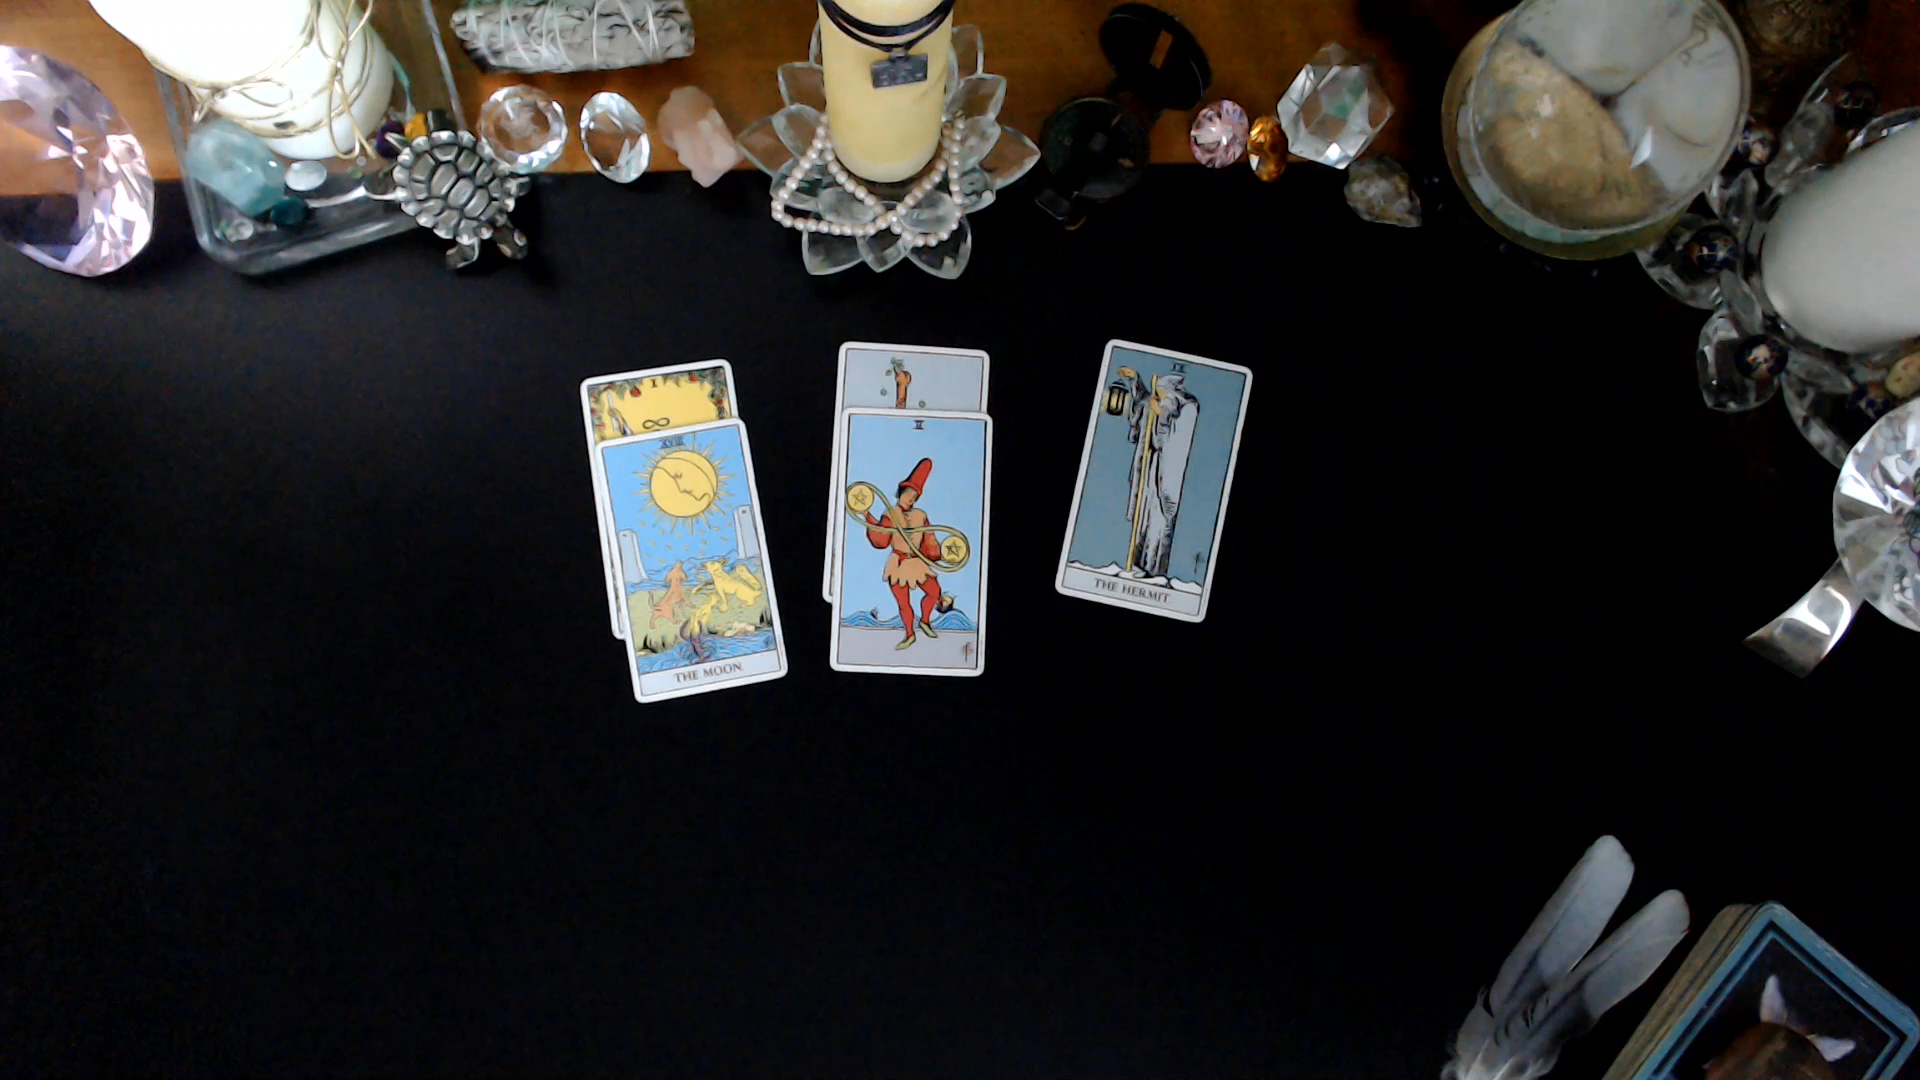 I
XVIII
THE MOON.
II
IX
THE HERMIT.